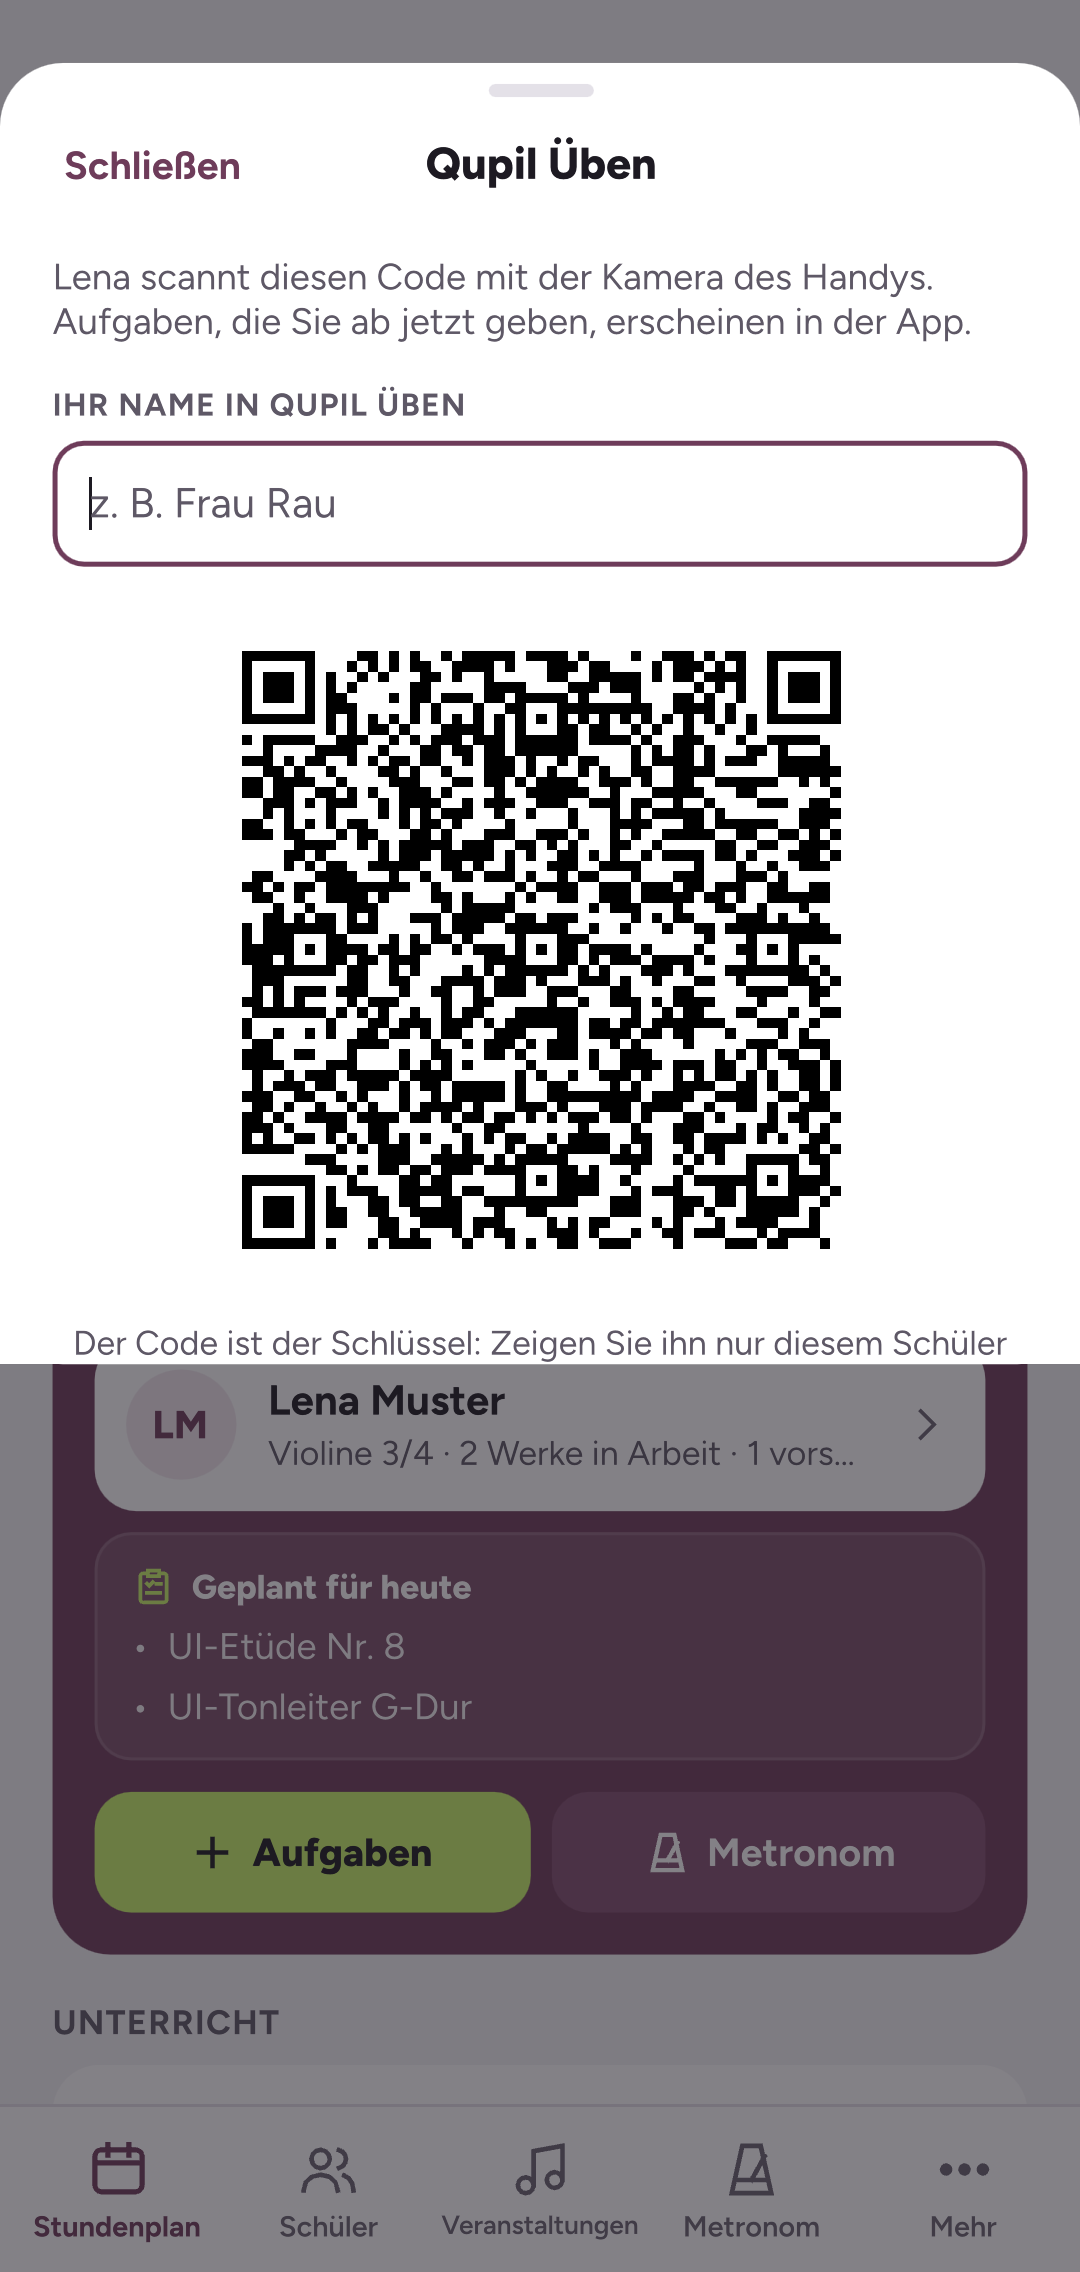 Schließen
Qupil Üben
Lena scannt diesen Code mit der Kamera des Handys.
Aufgaben, die Sie ab jetzt geben, erscheinen in der App.
IHR NAME IN QUPIL ÜBEN
z. B. Frau Rau
Der Code ist der Schlüssel: Zeigen Sie ihn nur diesem Schüler
LM
Lena Muster
Violine 3/4 · 2 Werke in Arbeit · 1 vors...
Geplant für heute
• UI-Etüde Nr. 8
• UI-Tonleiter G-Dur
+ Aufgaben
Metronom
UNTERRICHT
Stundenplan
Schüler
Veranstaltungen
Metronom
Mehr